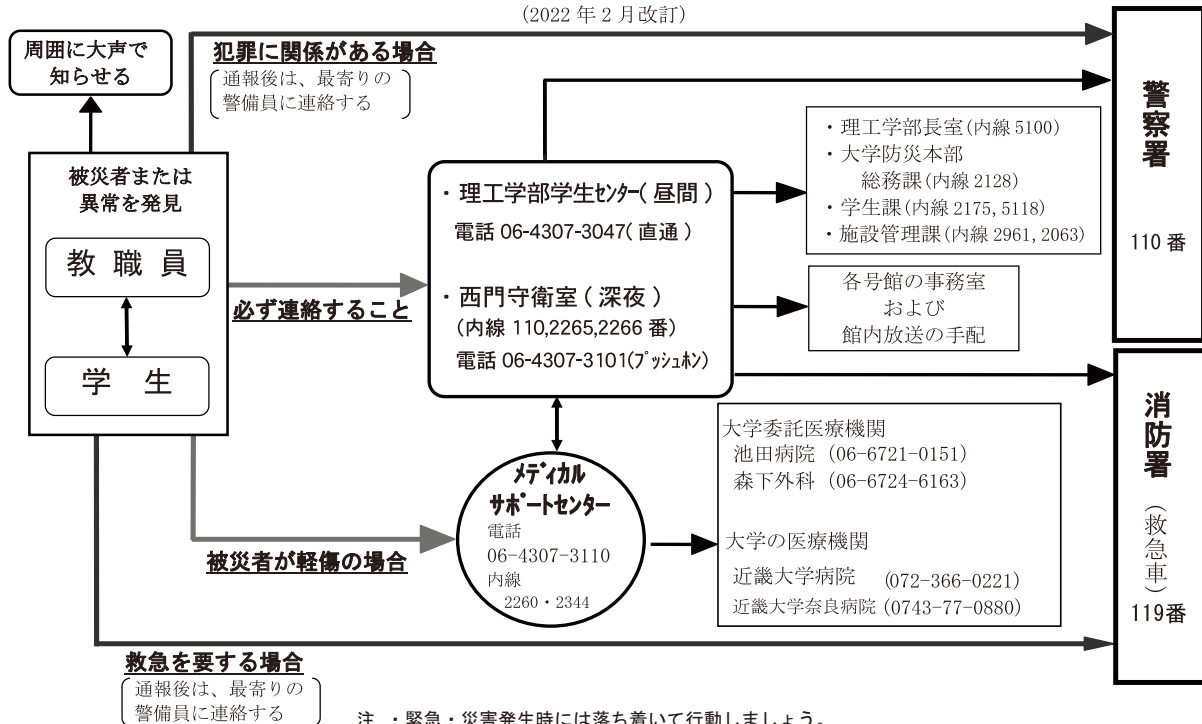 (2022 年 2 月改訂)
周囲に大声で
知らせる
犯罪に関係がある場合
通報後は、最寄りの
警備員に連絡する
被災者または
異常を発見
教 職 員
学 生
必ず連絡すること
・理工学部学生センター( 昼間 )
電話 06-4307-3047( 直通 )
・西門守衛室 ( 深夜 )
(内線 110,2265,2266 番)
電話 06-4307-3101(プッシュホン)
・理工学部長室(内線 5100)
・大学防災本部
総務課(内線 2128)
・学生課(内線 2175, 5118)
・施設管理課(内線 2961, 2063)
各号館の事務室
および
館内放送の手配
警察署
110 番
被災者が軽傷の場合
メディカル
サポートセンター
電話
06-4307-3110
内線
2260・2344
大学委託医療機関
池田病院 (06-6721-0151)
森下外科 (06-6724-6163)
大学の医療機関
近畿大学病院 (072-366-0221)
近畿大学奈良病院 (0743-77-0880)
消防署
(救急車)
119番
救急を要する場合
通報後は、最寄りの
警備員に連絡する
注 ・緊急・災害発生時には落ち着いて行動しましょう。